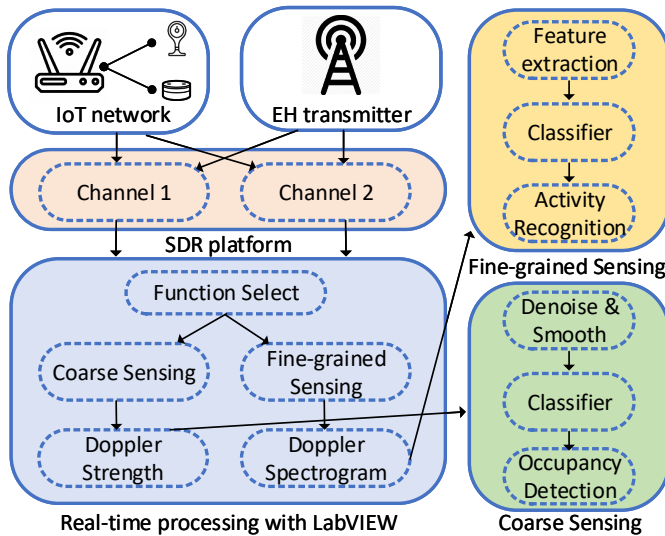 IoT network
EH transmitter
Channel 1
Channel 2
SDR platform
Function Select
Coarse Sensing
Fine-grained
Sensing
Doppler
Strength
Doppler
Spectrogram
Real-time processing with LabVIEW
Feature
extraction
Classifier
Activity
Recognition
Fine-grained Sensing
Denoise &
Smooth
Classifier
Occupancy
Detection
Coarse Sensing